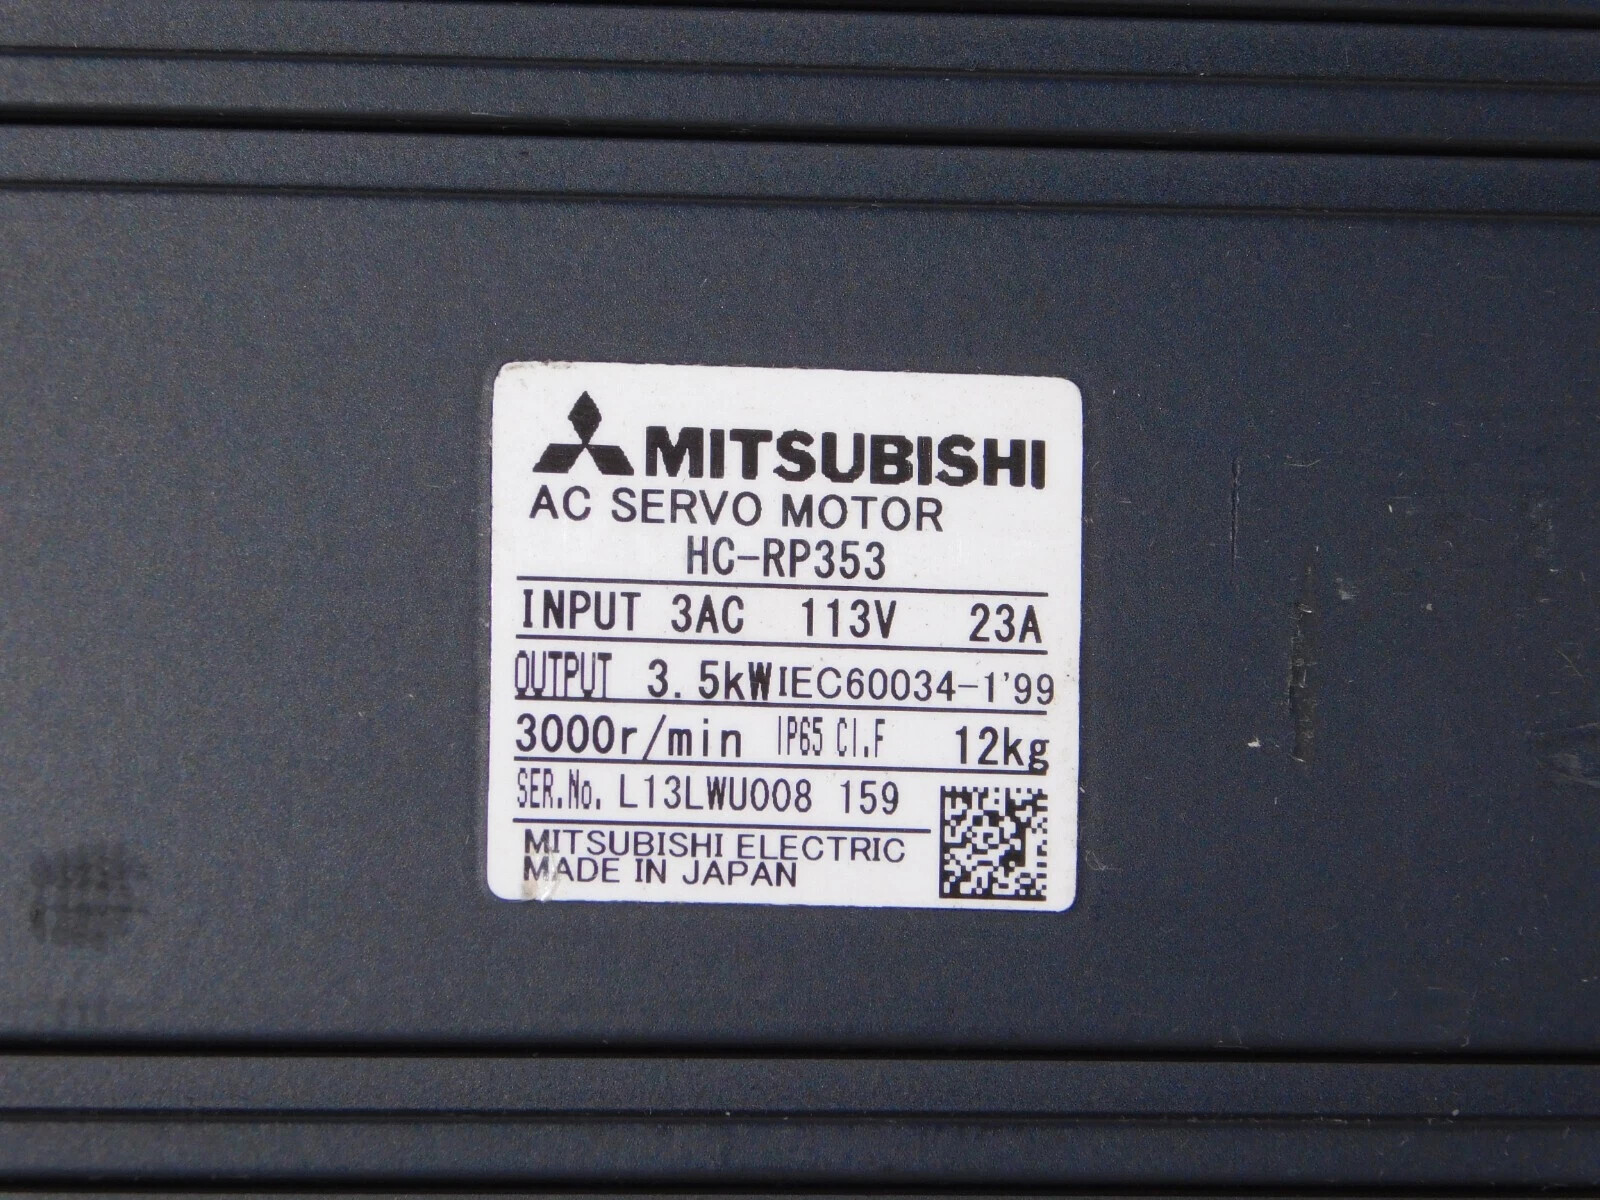 MITSUBISHI
AC SERVO MOTOR
HC-RP353
INPUT 3AC 113V 23A
OUTPUT 3.5kW IEC60034-1'99
3000r/min IP65 Cl.F 12kg
SER.No. L13LWU008 159
MITSUBISHI ELECTRIC
MADE IN JAPAN